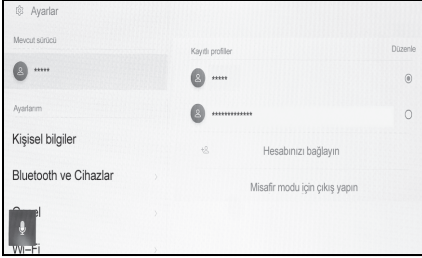 Ayarlar
Mevcut sürücü
*****
Ayarlarım
Kişisel bilgiler
Bluetooth ve Cihazlar
Wi-Fi
Kayıtlı profiller
Düzenle
*****
*************
Hesabınızı bağlayın
Misafir modu için çıkış yapın